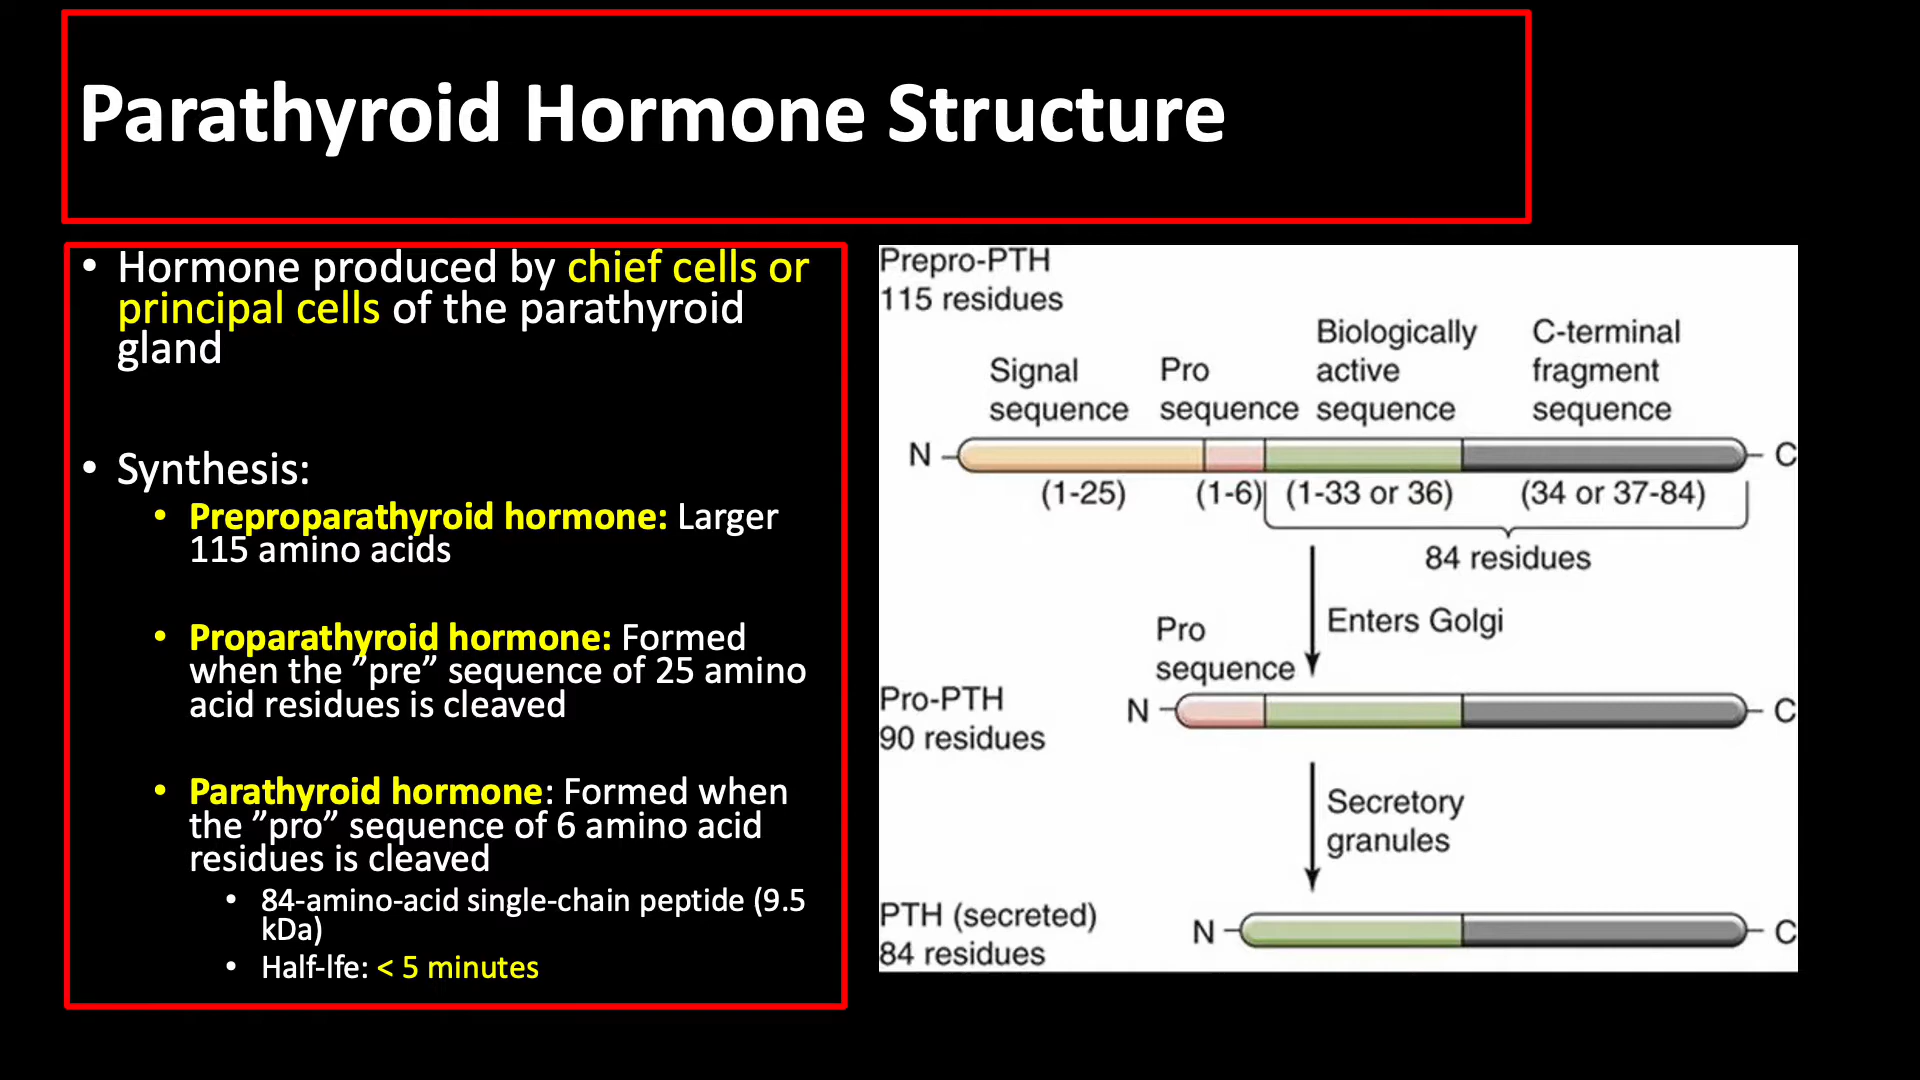 Parathyroid Hormone Structure
• Hormone produced by chief cells or
principal cells of the parathyroid
gland
• Synthesis:
• Preproparathyroid hormone: Larger
115 amino acids
• Proparathyroid hormone: Formed
when the ”pre” sequence of 25 amino
acid residues is cleaved
• Parathyroid hormone: Formed when
the ”pro” sequence of 6 amino acid
residues is cleaved
• 84-amino-acid single-chain peptide (9.5
kDa)
• Half-lfe: < 5 minutes
Prepro-PTH
115 residues
Signal
sequence
Pro
sequence
Biologically
active
sequence
C-terminal
fragment
sequence
N
C
(1-25)
(1-6)
(1-33 or 36)
(34 or 37-84)
84 residues
Enters Golgi
Pro
sequence
Pro-PTH
90 residues
N
C
Secretory
granules
PTH (secreted)
84 residues
N
C